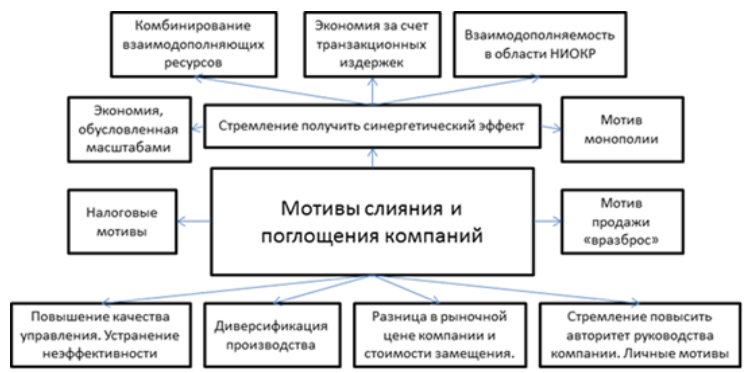 Комбинирование
взаимодополняющих
ресурсов
Экономия за счет
транзакционных
издержек
Взаимодополняемость
в области НИОКР
Экономия,
обусловленная
масштабами
Стремление получить синергетический эффект
Мотив
монополии
Налоговые
мотивы
Мотивы слияния и
поглощения компаний
Мотив
продажи
«вразброс»
Повышение качества
управления. Устранение
неэффективности
Диверсификация
производства
Разница в рыночной
цене компании и
стоимости замещения.
Стремление повысить
авторитет руководства
компании. Личные мотивы